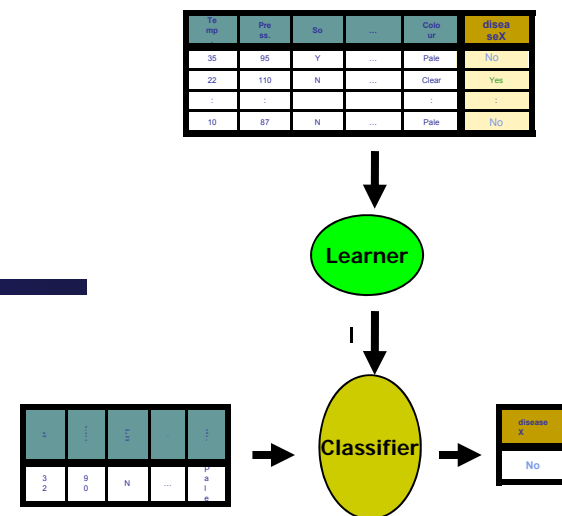 Te
mp
Pre
ss.
So
...
Colo
ur
disea
seX
35 95 Y ... Pale No
22 110 N ... Clear Yes
: : : :
10 87 N ... Pale No
Learner
Classifier
3
2
9
0
N
...
P
a
l
e
disease
X
No